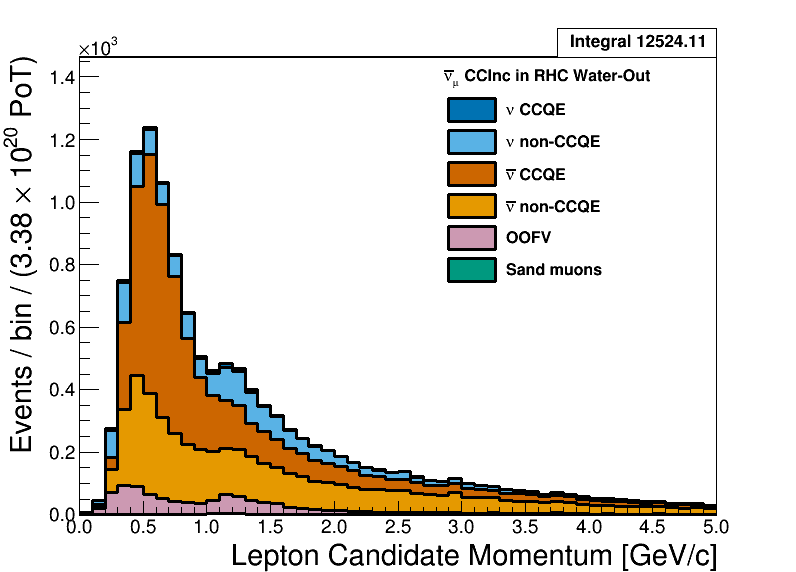 Integral 12524.11
×10³
ν̅μ CCInc in RHC Water-Out
ν CCQE
ν non-CCQE
ν̅ CCQE
ν̅ non-CCQE
OOFV
Sand muons
Events / bin / (3.38 × 10²⁰ PoT)
1.4
1.2
1.0
0.8
0.6
0.4
0.2
0.0
0.0 0.5 1.0 1.5 2.0 2.5 3.0 3.5 4.0 4.5 5.0
Lepton Candidate Momentum [GeV/c]